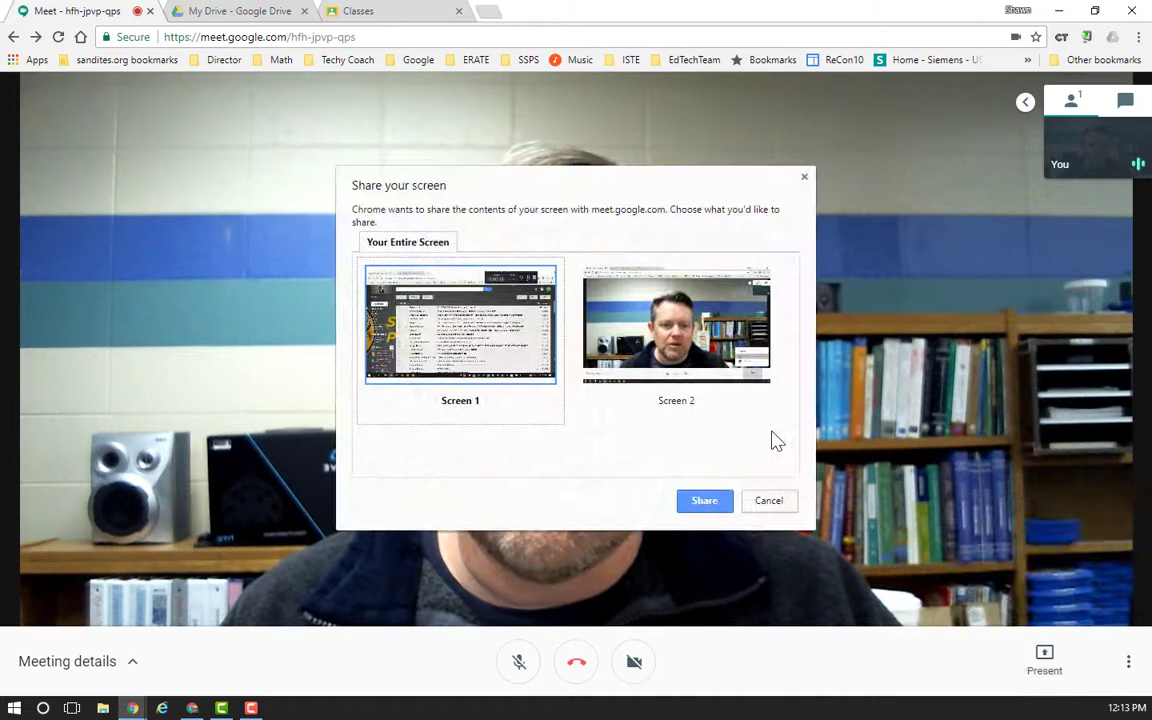 Meet - hfh-jpvp-qps
My Drive - Google Drive
Classes
Shawn
Secure
https://meet.google.com/hfh-jpvp-qps
CT
Apps
sandites.org bookmarks
Director
Math
Techy Coach
Google
ERATE
SSPS
Music
ISTE
EdTechTeam
Bookmarks
ReCon10
S
Home - Siemens - US
Other bookmarks
1
You
Share your screen
Chrome wants to share the contents of your screen with meet.google.com. Choose what you'd like to
share.
Your Entire Screen
Screen 1
Screen 2
Share
Cancel
Meeting details
Present
12:13 PM